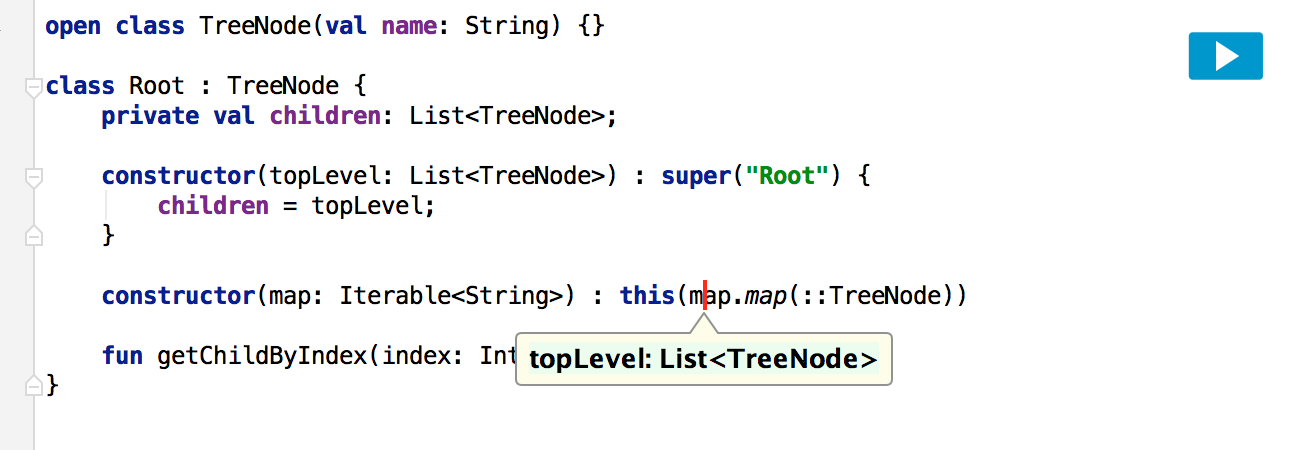 open class TreeNode(val name: String) {}
class Root : TreeNode {
private val children: List<TreeNode>;
constructor(topLevel: List<TreeNode>) : super("Root") {
children = topLevel;
}
constructor(map: Iterable<String>) : this(map.map(::TreeNode))
fun getChildByIndex(index: Int
topLevel: List<TreeNode>
}